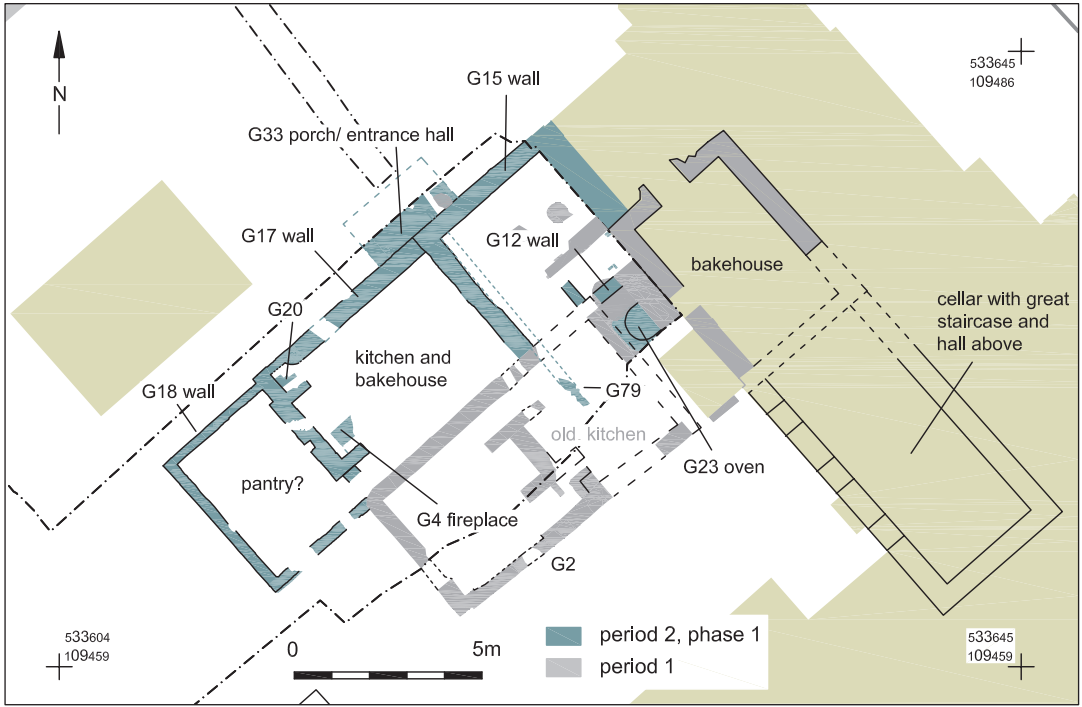 533645
109486
N
G15 wall
G33 porch/ entrance hall
G17 wall
G12 wall
bakehouse
G20
cellar with great
staircase and
hall above
kitchen and
bakehouse
G18 wall
G79
old. kitchen
G23 oven
pantry?
G4 fireplace
G2
533604
109459
0
5m
period 2, phase 1
period 1
533645
109459